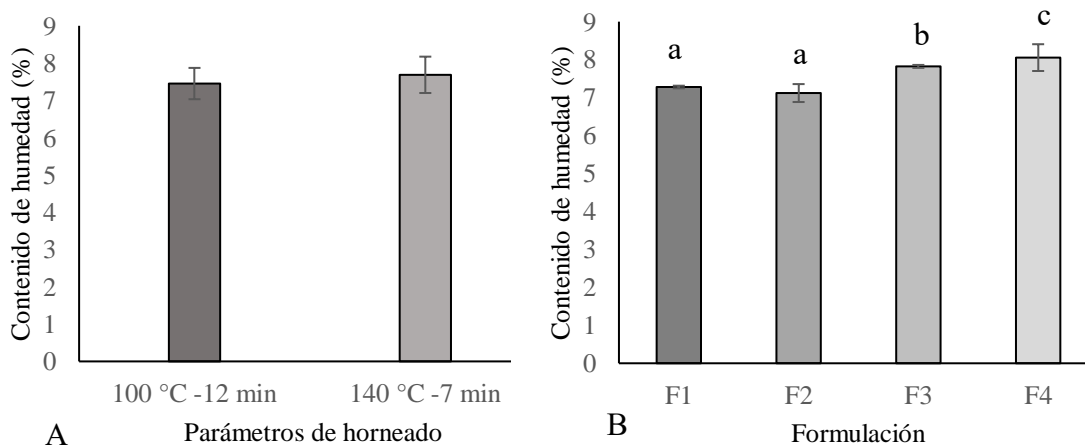 Contenido de humedad (%)
9
8
7
6
5
4
3
2
1
0
100 °C -12 min
140 °C -7 min
A
Parámetros de horneado
Contenido de humedad (%)
9
8
7
6
5
4
3
2
1
0
a
a
b
c
F1
F2
F3
F4
B
Formulación